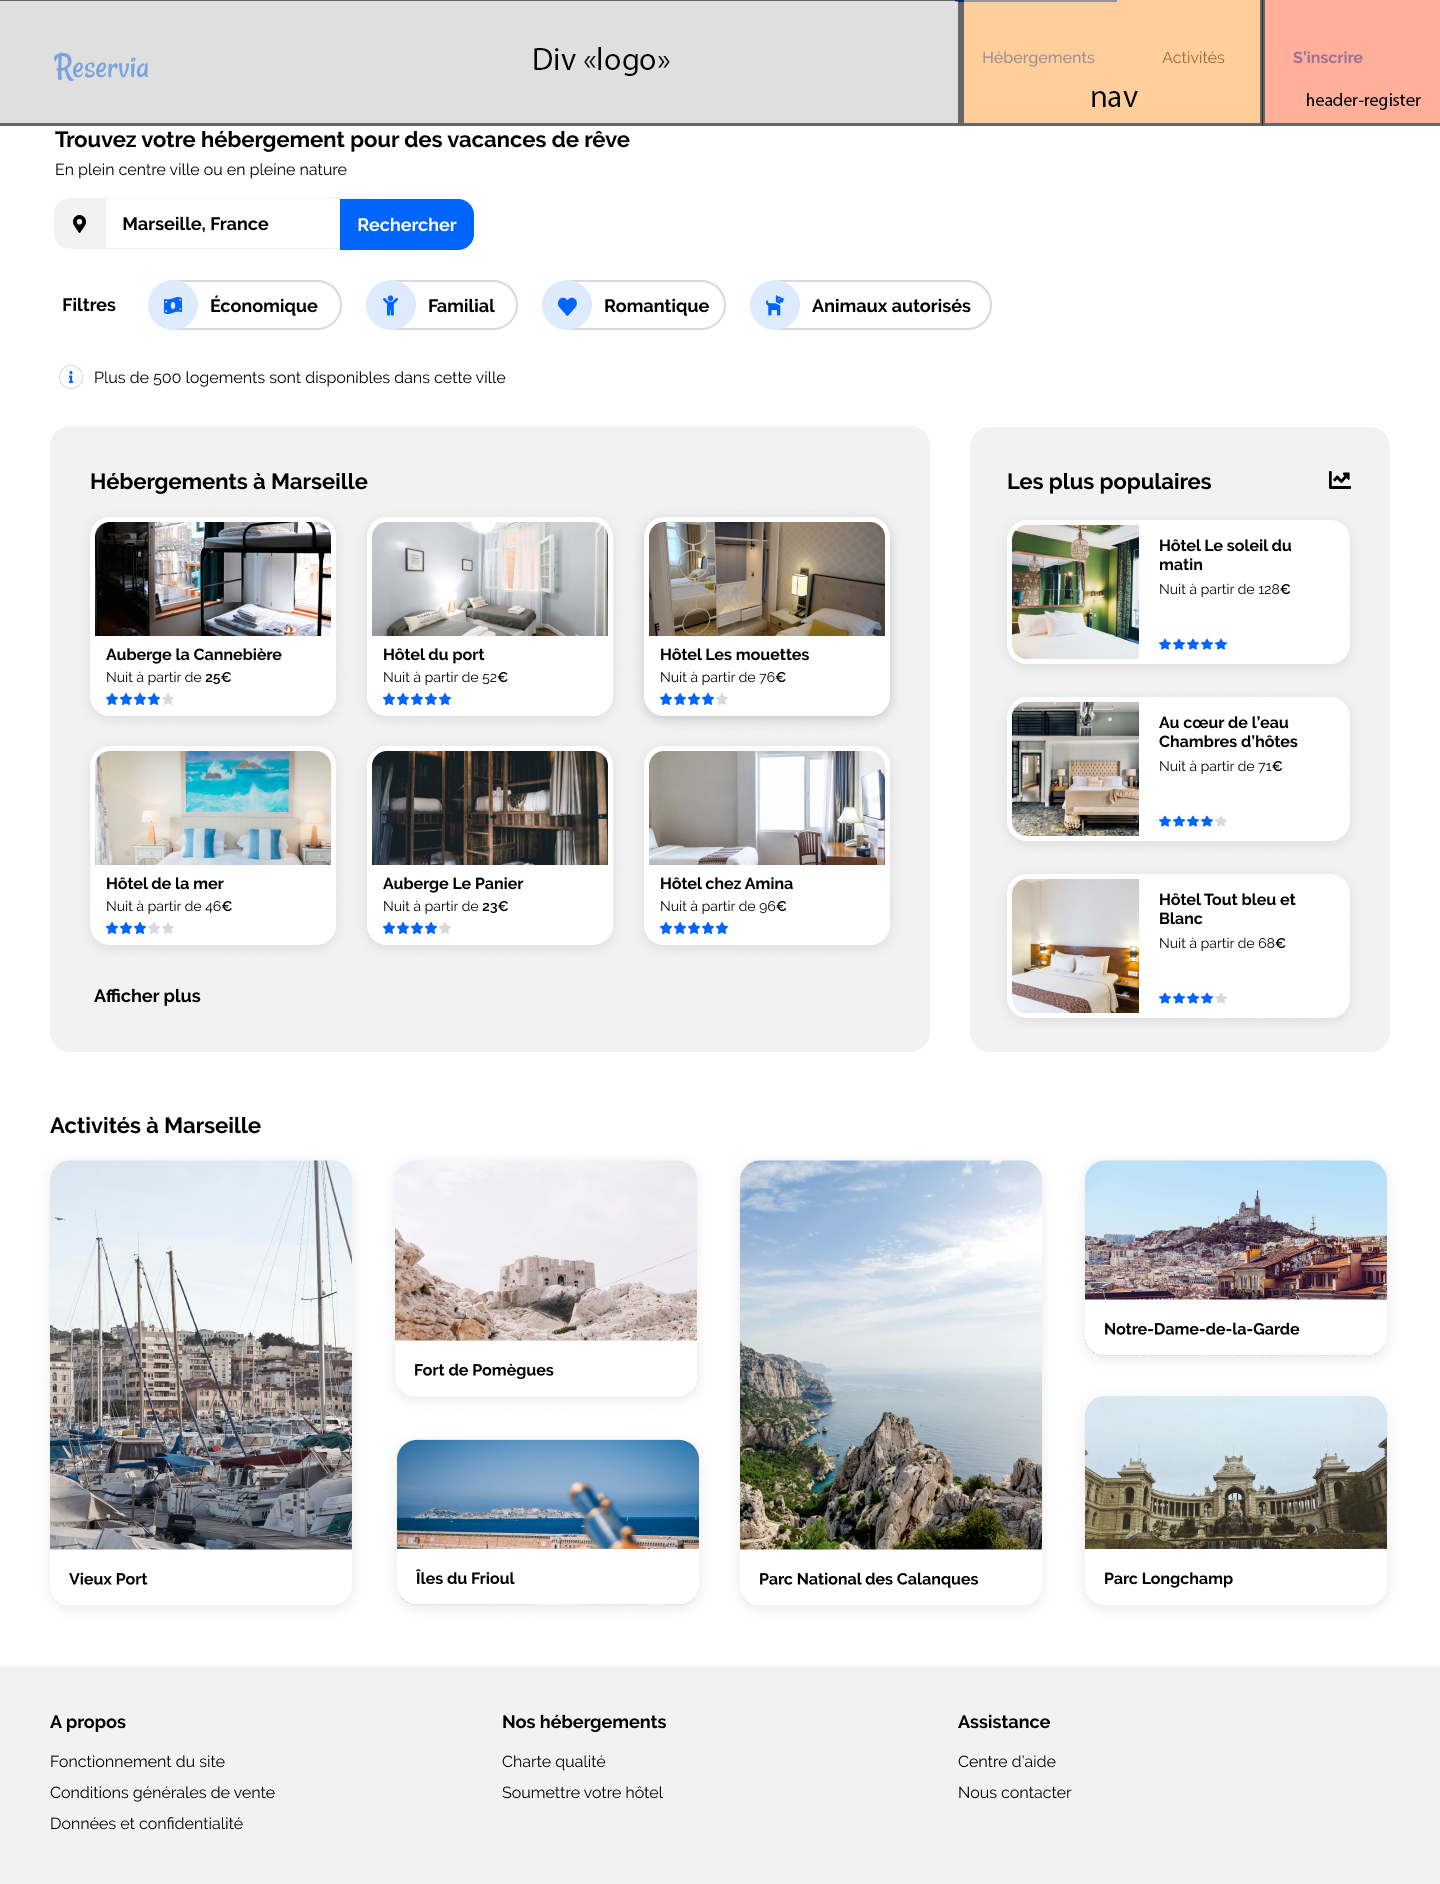 Reservia
Div «logo»
Hébergements
Activités
nav
S'inscrire
header-register
Trouvez votre hébergement pour des vacances de rêve
En plein centre ville ou en pleine nature
Marseille, France
Rechercher
Filtres
Économique
Familial
Romantique
Animaux autorisés
Plus de 500 logements sont disponibles dans cette ville
Hébergements à Marseille
Auberge la Cannebière
Nuit à partir de 25€
Hôtel du port
Nuit à partir de 52€
Hôtel Les mouettes
Nuit à partir de 76€
Hôtel de la mer
Nuit à partir de 46€
Auberge Le Panier
Nuit à partir de 23€
Hôtel chez Amina
Nuit à partir de 96€
Afficher plus
Les plus populaires
Hôtel Le soleil du
matin
Nuit à partir de 128€
Au cœur de l'eau
Chambres d'hôtes
Nuit à partir de 71€
Hôtel Tout bleu et
Blanc
Nuit à partir de 68€
Activités à Marseille
Vieux Port
Fort de Pomègues
Îles du Frioul
Parc National des Calanques
Notre-Dame-de-la-Garde
Parc Longchamp
A propos
Fonctionnement du site
Conditions générales de vente
Données et confidentialité
Nos hébergements
Charte qualité
Soumettre votre hôtel
Assistance
Centre d'aide
Nous contacter